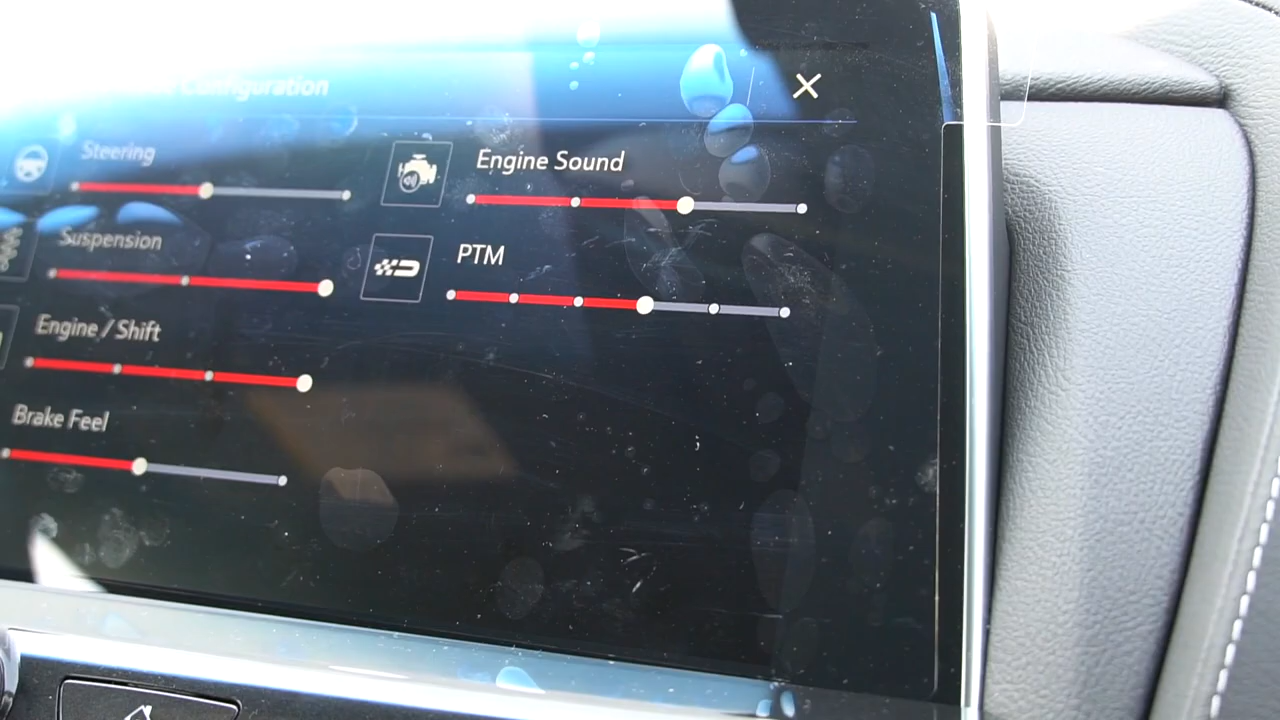 Configuration
Steering
Engine Sound
Suspension
PTM
Engine / Shift
Brake Feel